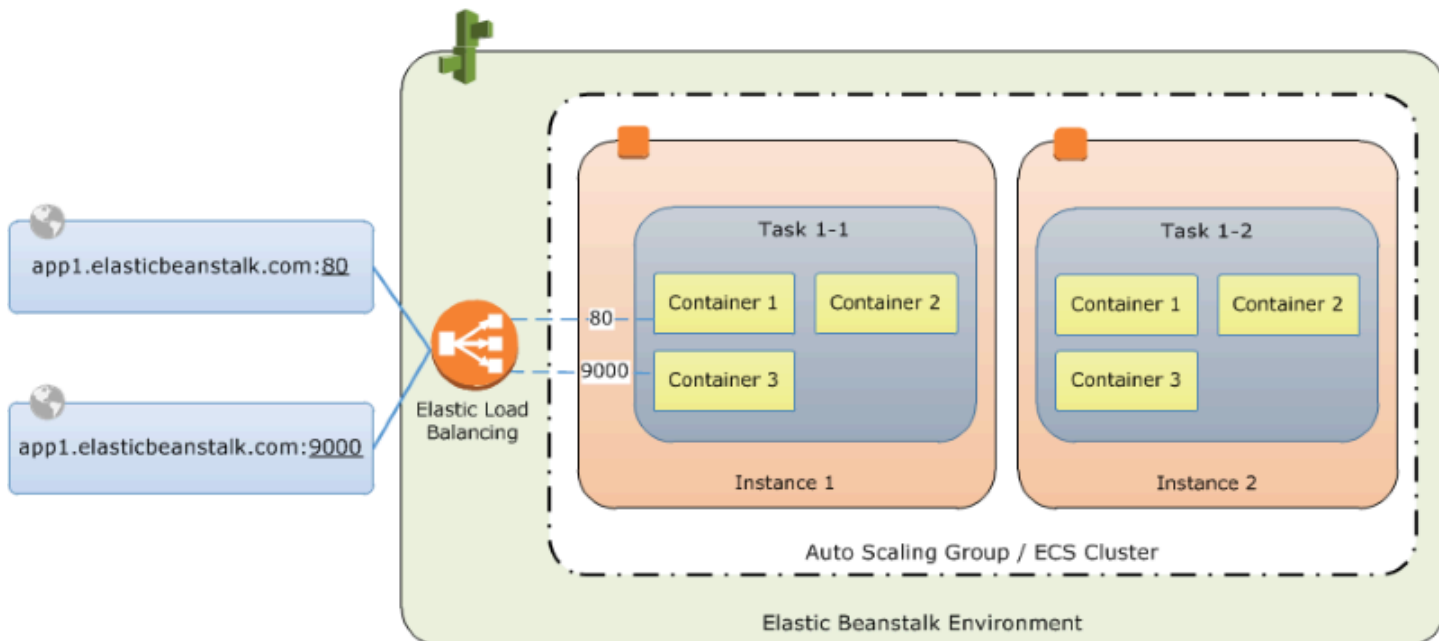 app1.elasticbeanstalk.com:80
app1.elasticbeanstalk.com:9000
Elastic Load
Balancing
80
9000
Task 1-1
Container 1
Container 2
Container 3
Instance 1
Task 1-2
Container 1
Container 2
Container 3
Instance 2
Auto Scaling Group / ECS Cluster
Elastic Beanstalk Environment